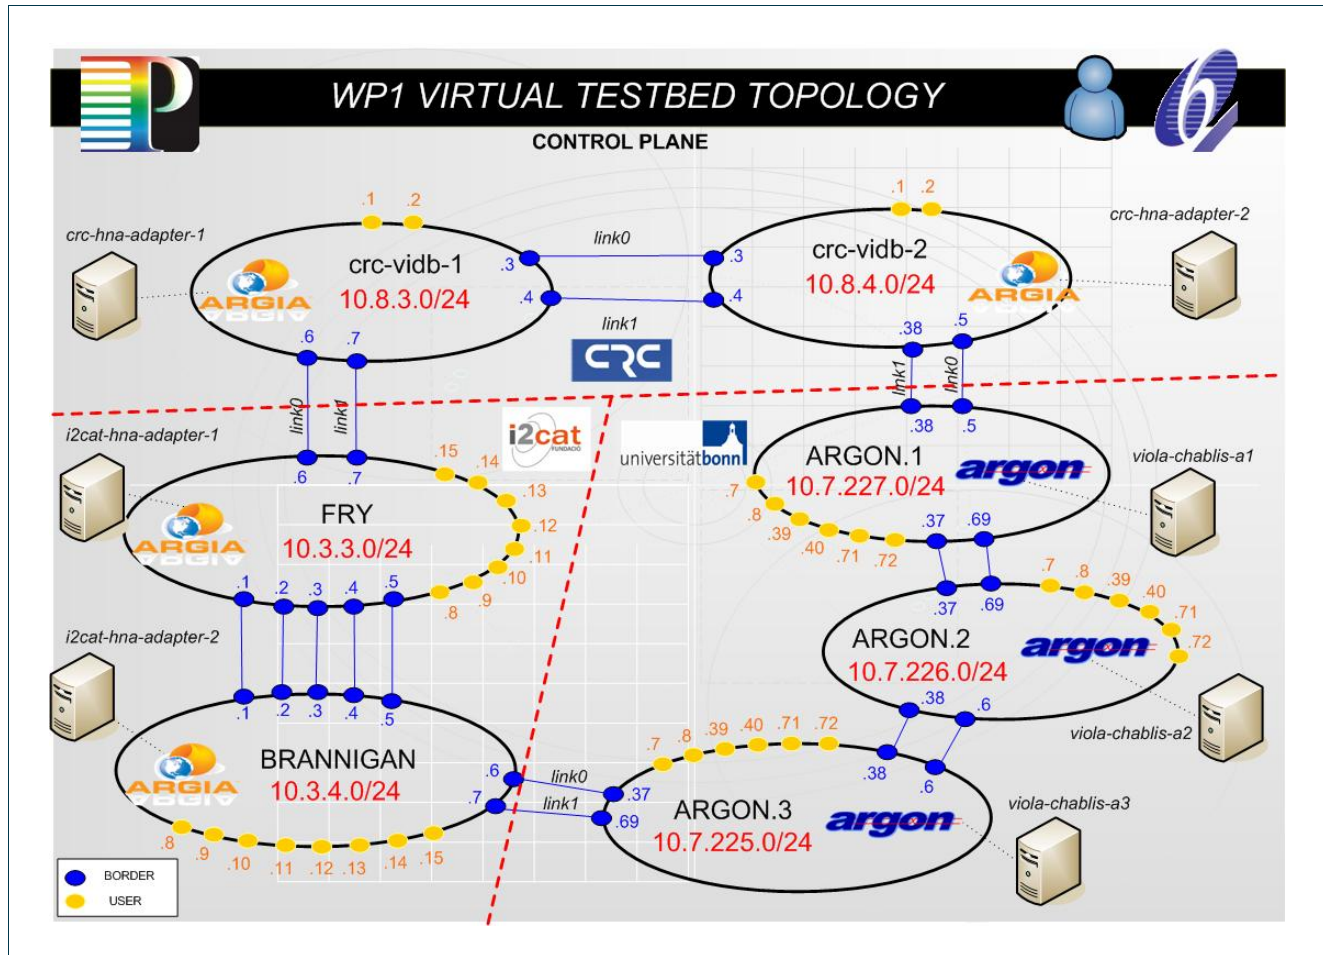 WP1 VIRTUAL TESTBED TOPOLOGY
CONTROL PLANE
crc-hna-adapter-1
.1 .2
crc-vidb-1
10.8.3.0/24
ARGIA
.3
.4
.6 .7
link0
link1
CRC
.1 .2
crc-vidb-2
10.8.4.0/24
ARGIA
.3
.4
.38 .5
crc-hna-adapter-2
link0
link1
link1
link0
i2cat
FUNDACIÓ
universitätbonn
i2cat-hna-adapter-1
.6 .7
FRY
10.3.3.0/24
ARGIA
.15
.14
.13
.12
.11
.10
.9
.8
.1 .2 .3 .4 .5
.38 .5
ARGON.1
10.7.227.0/24
argon
viola-chablis-a1
.7
.8
.39
.40
.71
.72
.37 .69
i2cat-hna-adapter-2
.1 .2 .3 .4 .5
BRANNIGAN
10.3.4.0/24
ARGIA
.6
.7
.8
.9
.10
.11
.12
.13
.14
.15
link0
link1
.37 .69
.7
.8
.39
.40
.71
.72
ARGON.2
10.7.226.0/24
argon
.38 .6
viola-chablis-a2
.7 .8 .39 .40 .71 .72
.38
.6
.37
.69
ARGON.3
10.7.225.0/24
argon
viola-chablis-a3
BORDER
USER